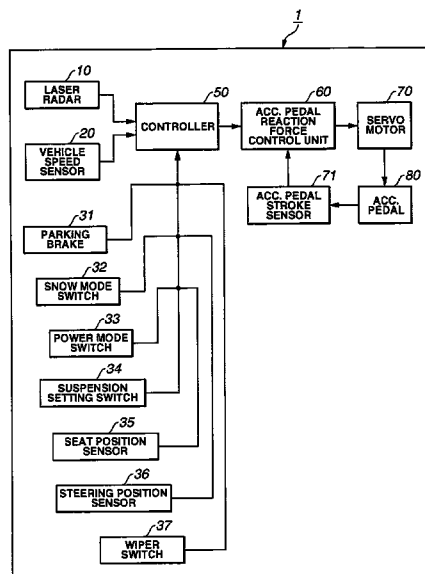 1
10
LASER
RADAR
20
VEHICLE
SPEED
SENSOR
50
CONTROLLER
60
ACC. PEDAL
REACTION
FORCE
CONTROL UNIT
70
SERVO
MOTOR
71
ACC. PEDAL
STROKE
SENSOR
80
ACC.
PEDAL
31
PARKING
BRAKE
32
SNOW MODE
SWITCH
33
POWER MODE
SWITCH
34
SUSPENSION
SETTING SWITCH
35
SEAT POSITION
SENSOR
36
STEERING POSITION
SENSOR
37
WIPER
SWITCH